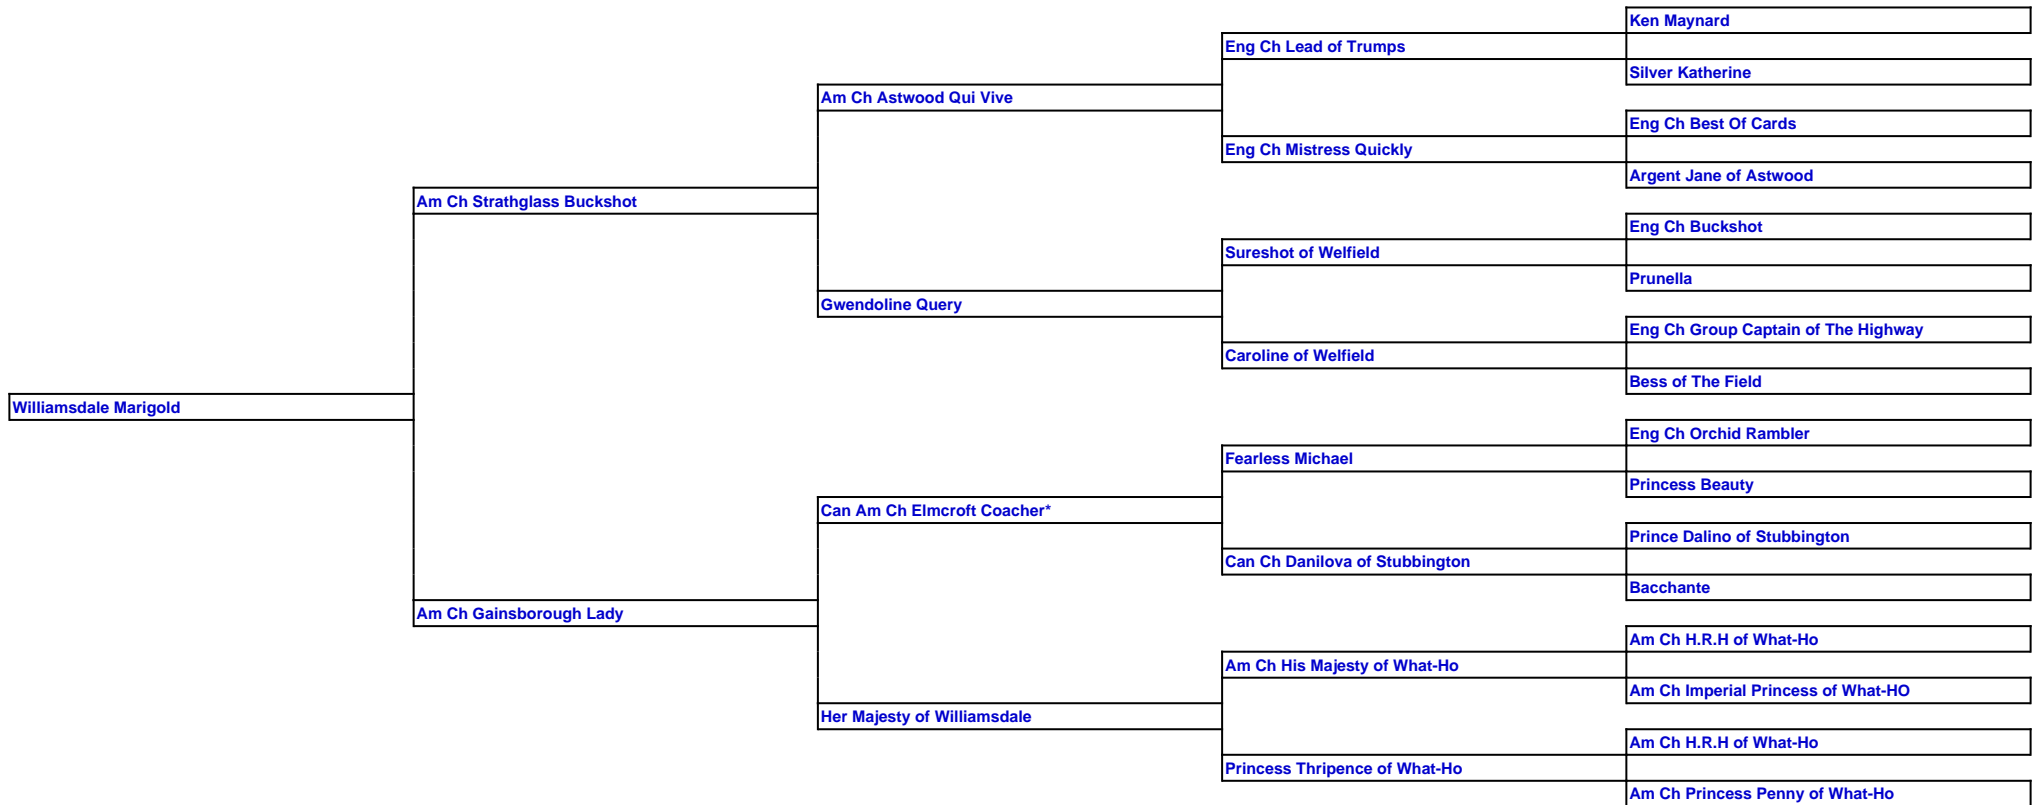 Ken Maynard
Eng Ch Lead of Trumps
Silver Katherine
Am Ch Astwood Qui Vive
Eng Ch Best Of Cards
Eng Ch Mistress Quickly
Argent Jane of Astwood
Am Ch Strathglass Buckshot
Eng Ch Buckshot
Sureshot of Welfield
Prunella
Gwendoline Query
Eng Ch Group Captain of The Highway
Caroline of Welfield
Bess of The Field
Williamsdale Marigold
Eng Ch Orchid Rambler
Fearless Michael
Princess Beauty
Can Am Ch Elmcroft Coacher*
Prince Dalino of Stubbington
Can Ch Danilova of Stubbington
Bacchante
Am Ch Gainsborough Lady
Am Ch H.R.H of What-Ho
Am Ch His Majesty of What-Ho
Am Ch Imperial Princess of What-HO
Her Majesty of Williamsdale
Am Ch H.R.H of What-Ho
Princess Thripence of What-Ho
Am Ch Princess Penny of What-Ho